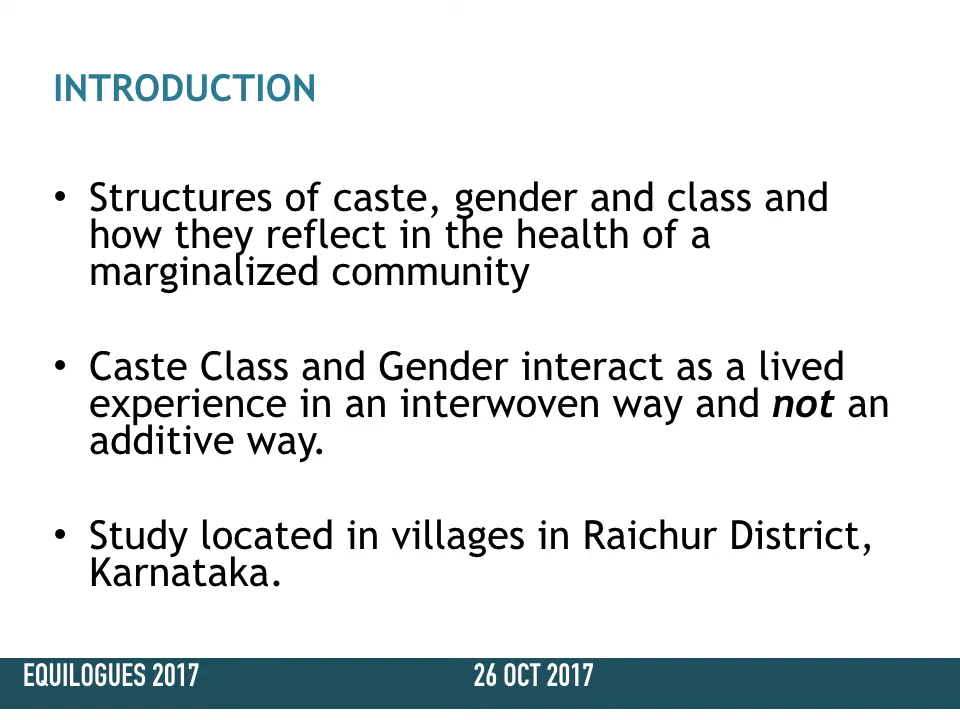 INTRODUCTION
• Structures of caste, gender and class and
how they reflect in the health of a
marginalized community
• Caste Class and Gender interact as a lived
experience in an interwoven way and not an
additive way.
• Study located in villages in Raichur District,
Karnataka.
EQUILOGUES 2017 26 OCT 2017